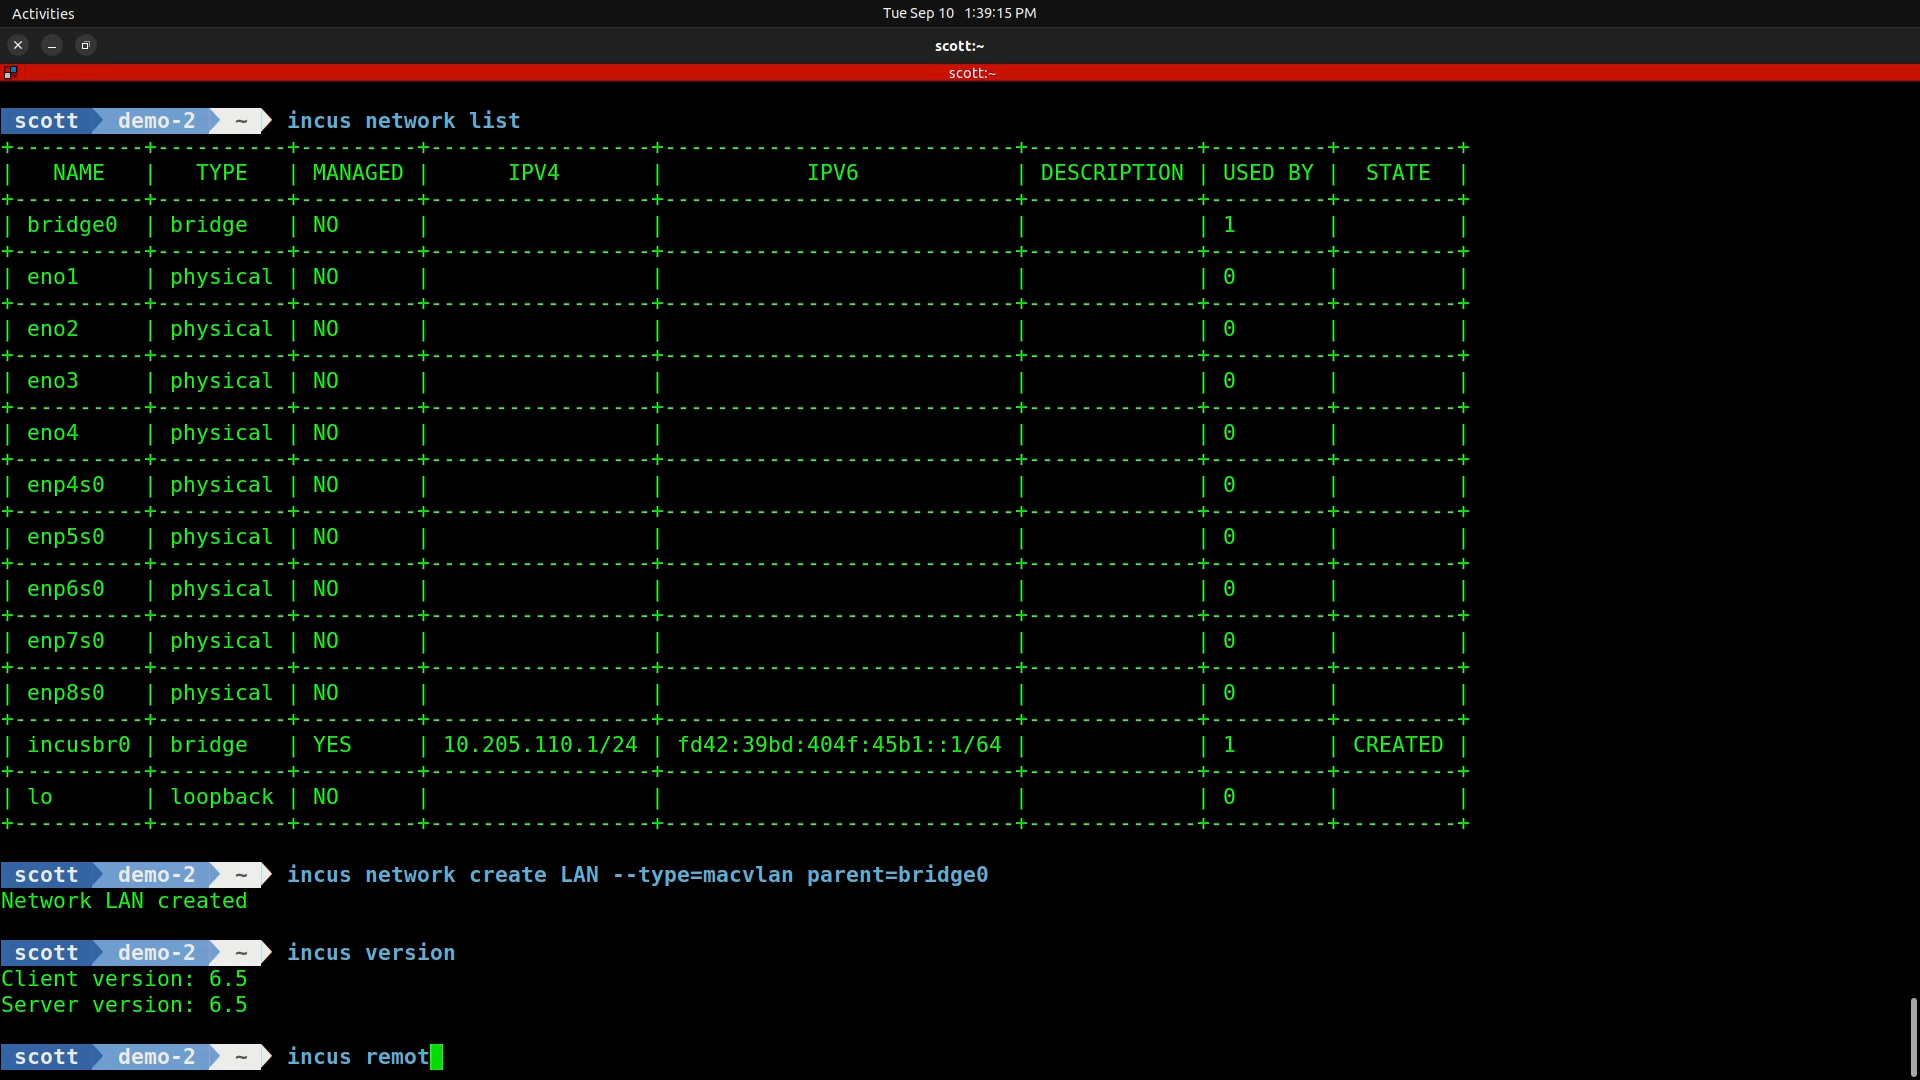 Activities
Tue Sep 10 1:39:15 PM
scott:~
scott:~
scott demo-2 ~ incus network list
+----------+----------+---------+-----------------+---------------------------+-------------+---------+---------+
|   NAME   |   TYPE   | MANAGED |      IPV4       |           IPV6            | DESCRIPTION | USED BY |  STATE  |
+----------+----------+---------+-----------------+---------------------------+-------------+---------+---------+
| bridge0  | bridge   | NO      |                 |                           |             | 1       |         |
+----------+----------+---------+-----------------+---------------------------+-------------+---------+---------+
| eno1     | physical | NO      |                 |                           |             | 0       |         |
+----------+----------+---------+-----------------+---------------------------+-------------+---------+---------+
| eno2     | physical | NO      |                 |                           |             | 0       |         |
+----------+----------+---------+-----------------+---------------------------+-------------+---------+---------+
| eno3     | physical | NO      |                 |                           |             | 0       |         |
+----------+----------+---------+-----------------+---------------------------+-------------+---------+---------+
| eno4     | physical | NO      |                 |                           |             | 0       |         |
+----------+----------+---------+-----------------+---------------------------+-------------+---------+---------+
| enp4s0   | physical | NO      |                 |                           |             | 0       |         |
+----------+----------+---------+-----------------+---------------------------+-------------+---------+---------+
| enp5s0   | physical | NO      |                 |                           |             | 0       |         |
+----------+----------+---------+-----------------+---------------------------+-------------+---------+---------+
| enp6s0   | physical | NO      |                 |                           |             | 0       |         |
+----------+----------+---------+-----------------+---------------------------+-------------+---------+---------+
| enp7s0   | physical | NO      |                 |                           |             | 0       |         |
+----------+----------+---------+-----------------+---------------------------+-------------+---------+---------+
| enp8s0   | physical | NO      |                 |                           |             | 0       |         |
+----------+----------+---------+-----------------+---------------------------+-------------+---------+---------+
| incusbr0 | bridge   | YES     | 10.205.110.1/24 | fd42:39bd:404f:45b1::1/64 |             | 1       | CREATED |
+----------+----------+---------+-----------------+---------------------------+-------------+---------+---------+
| lo       | loopback | NO      |                 |                           |             | 0       |         |
+----------+----------+---------+-----------------+---------------------------+-------------+---------+---------+
scott demo-2 ~ incus network create LAN --type=macvlan parent=bridge0
Network LAN created
scott demo-2 ~ incus version
Client version: 6.5
Server version: 6.5
scott demo-2 ~ incus remot